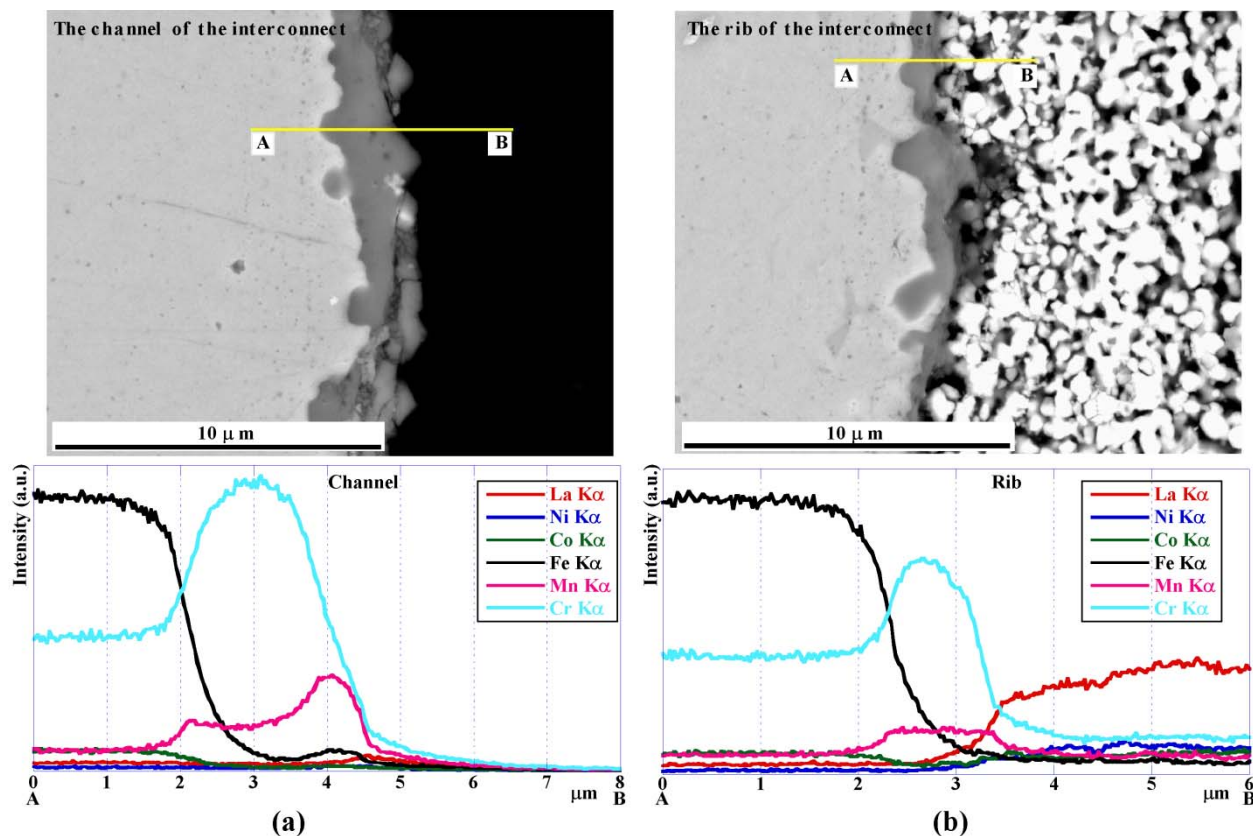 The channel of the interconnect
A
B
10 μ m
The rib of the interconnect
A
B
10 μ m
Intensity (a.u.)
Channel
La Kα
Ni Kα
Co Kα
Fe Kα
Mn Kα
Cr Kα
0 1 2 3 4 5 6 7 8
A μm B
(a)
Intensity (a.u.)
Rib
La Kα
Ni Kα
Co Kα
Fe Kα
Mn Kα
Cr Kα
0 1 2 3 4 5 6
A μm B
(b)